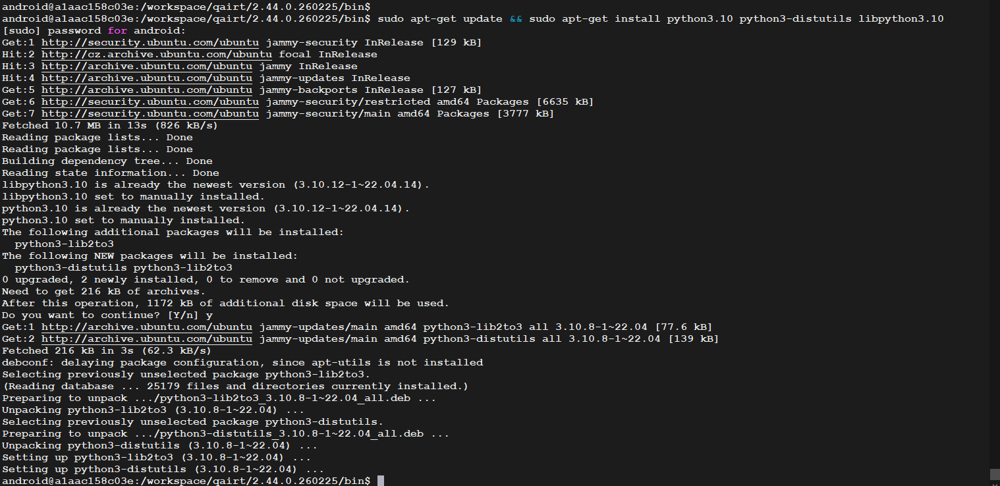 android@a1aac158c03e:/workspace/qairt/2.44.0.260225/bin$
android@a1aac158c03e:/workspace/qairt/2.44.0.260225/bin$ sudo apt-get update && sudo apt-get install python3.10 python3-distutils libpython3.10
[sudo] password for android:
Get:1 http://security.ubuntu.com/ubuntu jammy-security InRelease [129 kB]
Hit:2 http://cz.archive.ubuntu.com/ubuntu focal InRelease
Hit:3 http://archive.ubuntu.com/ubuntu jammy InRelease
Hit:4 http://archive.ubuntu.com/ubuntu jammy-updates InRelease
Get:5 http://archive.ubuntu.com/ubuntu jammy-backports InRelease [127 kB]
Get:6 http://security.ubuntu.com/ubuntu jammy-security/restricted amd64 Packages [6635 kB]
Get:7 http://security.ubuntu.com/ubuntu jammy-security/main amd64 Packages [3777 kB]
Fetched 10.7 MB in 13s (826 kB/s)
Reading package lists... Done
Reading package lists... Done
Building dependency tree... Done
Reading state information... Done
libpython3.10 is already the newest version (3.10.12-1~22.04.14).
libpython3.10 set to manually installed.
python3.10 is already the newest version (3.10.12-1~22.04.14).
python3.10 set to manually installed.
The following additional packages will be installed:
  python3-lib2to3
The following NEW packages will be installed:
  python3-distutils python3-lib2to3
0 upgraded, 2 newly installed, 0 to remove and 0 not upgraded.
Need to get 216 kB of archives.
After this operation, 1172 kB of additional disk space will be used.
Do you want to continue? [Y/n] y
Get:1 http://archive.ubuntu.com/ubuntu jammy-updates/main amd64 python3-lib2to3 all 3.10.8-1~22.04 [77.6 kB]
Get:2 http://archive.ubuntu.com/ubuntu jammy-updates/main amd64 python3-distutils all 3.10.8-1~22.04 [139 kB]
Fetched 216 kB in 3s (62.3 kB/s)
debconf: delaying package configuration, since apt-utils is not installed
Selecting previously unselected package python3-lib2to3.
(Reading database ... 25179 files and directories currently installed.)
Preparing to unpack .../python3-lib2to3_3.10.8-1~22.04_all.deb ...
Unpacking python3-lib2to3 (3.10.8-1~22.04) ...
Selecting previously unselected package python3-distutils.
Preparing to unpack .../python3-distutils_3.10.8-1~22.04_all.deb ...
Unpacking python3-distutils (3.10.8-1~22.04) ...
Setting up python3-lib2to3 (3.10.8-1~22.04) ...
Setting up python3-distutils (3.10.8-1~22.04) ...
android@a1aac158c03e:/workspace/qairt/2.44.0.260225/bin$